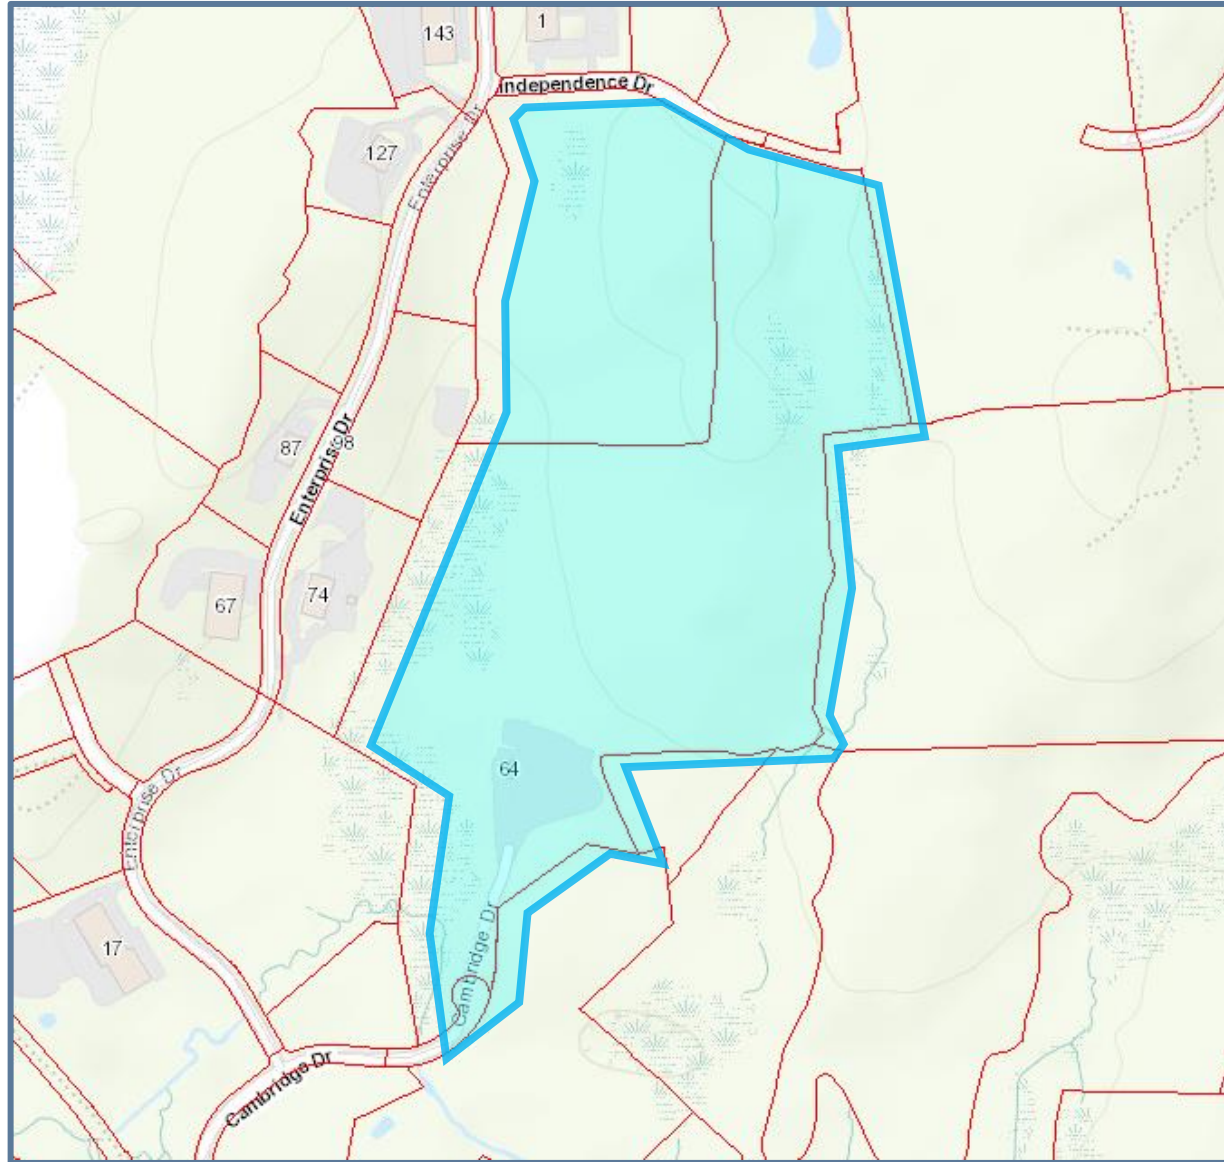 143
1
Independence Dr
127
Enterprise Dr
87
98
Enterprise Dr
67
74
64
Enterprise Dr
17
Cambridge Dr
Cambridge Dr